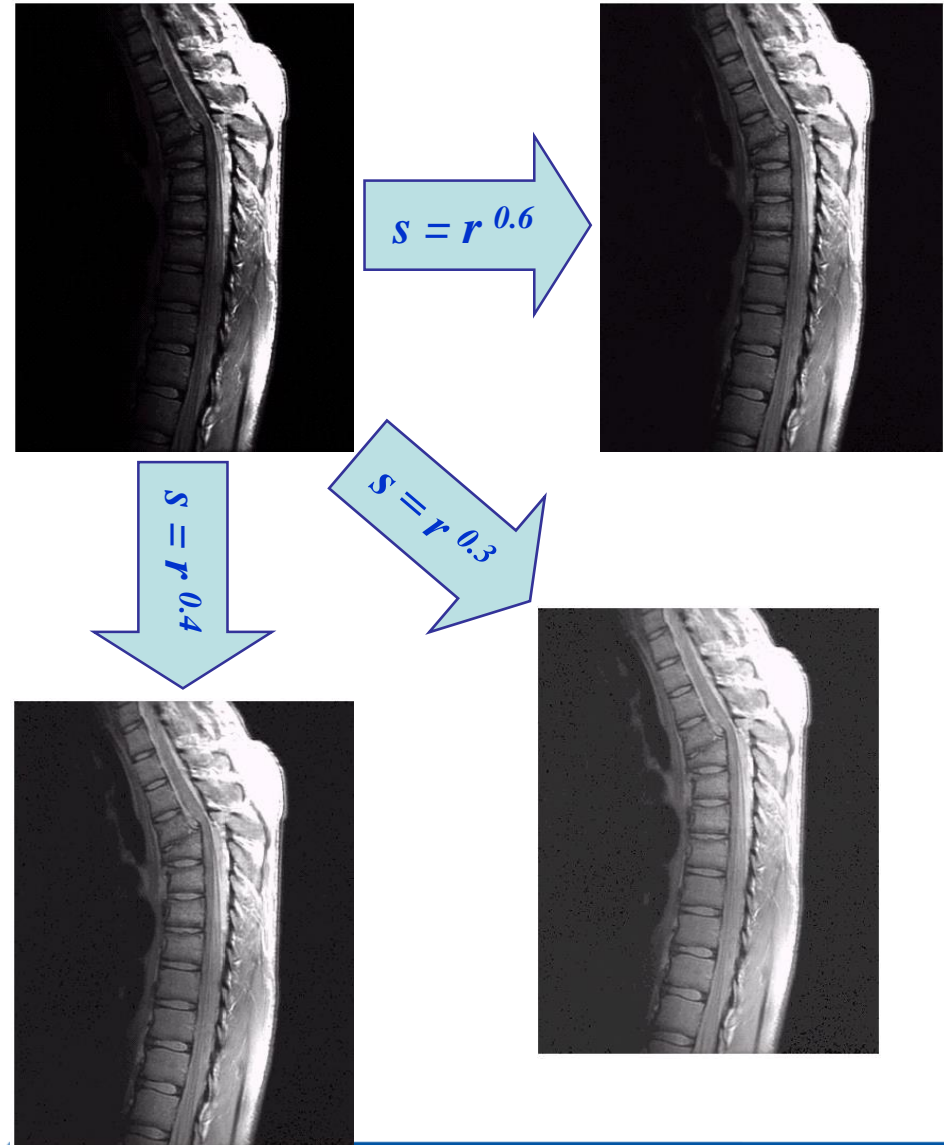 s = r 0.6
s = r 0.3
s = r 0.4